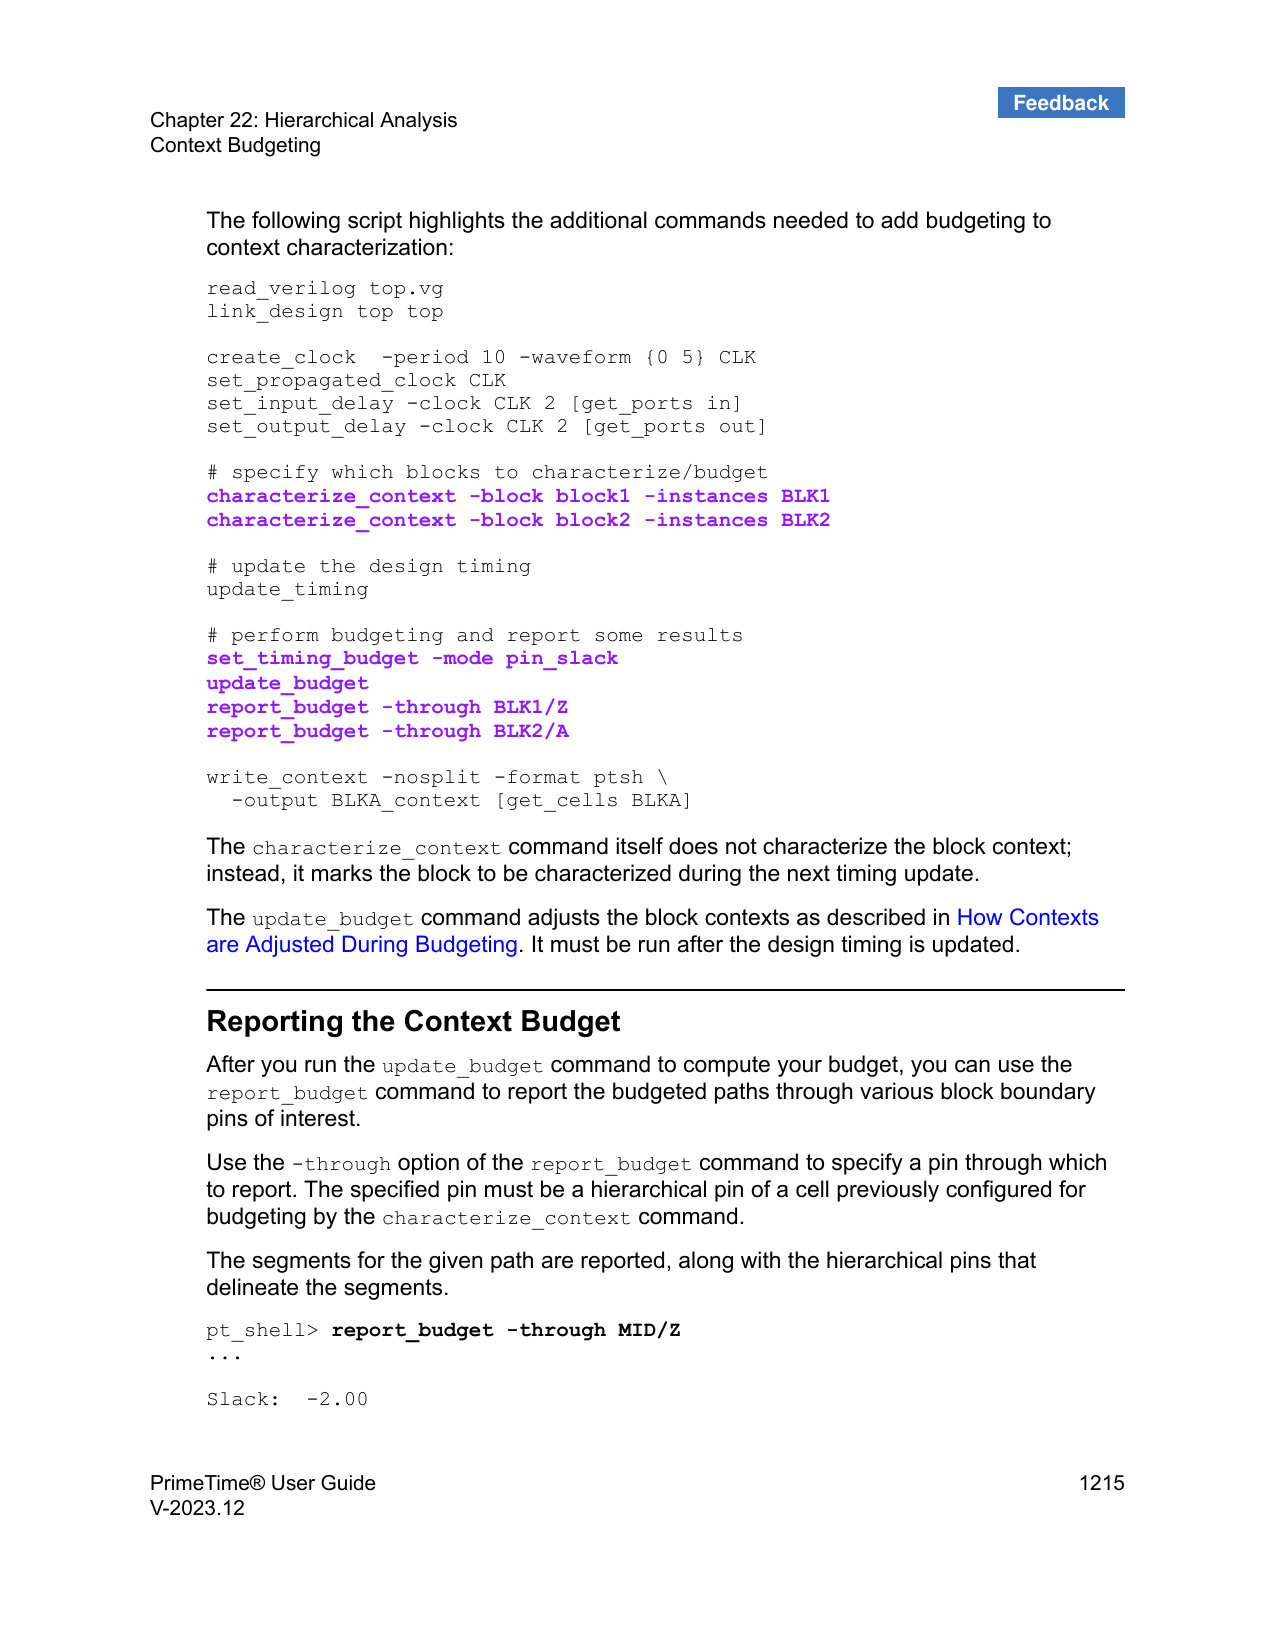 Feedback
Chapter 22: Hierarchical Analysis
Context Budgeting
The following script highlights the additional commands needed to add budgeting to
context characterization:
read_verilog top.vg
link_design top top
create_clock  -period 10 -waveform {0 5} CLK
set_propagated_clock CLK
set_input_delay -clock CLK 2 [get_ports in]
set_output_delay -clock CLK 2 [get_ports out]
# specify which blocks to characterize/budget
characterize_context -block block1 -instances BLK1
characterize_context -block block2 -instances BLK2
# update the design timing
update_timing
# perform budgeting and report some results
set_timing_budget -mode pin_slack
update_budget
report_budget -through BLK1/Z
report_budget -through BLK2/A
write_context -nosplit -format ptsh \
  -output BLKA_context [get_cells BLKA]
The characterize_context command itself does not characterize the block context;
instead, it marks the block to be characterized during the next timing update.
The update_budget command adjusts the block contexts as described in How Contexts
are Adjusted During Budgeting. It must be run after the design timing is updated.
Reporting the Context Budget
After you run the update_budget command to compute your budget, you can use the
report_budget command to report the budgeted paths through various block boundary
pins of interest.
Use the -through option of the report_budget command to specify a pin through which
to report. The specified pin must be a hierarchical pin of a cell previously configured for
budgeting by the characterize_context command.
The segments for the given path are reported, along with the hierarchical pins that
delineate the segments.
pt_shell> report_budget -through MID/Z
...
Slack:  -2.00
PrimeTime® User Guide
1215
V-2023.12